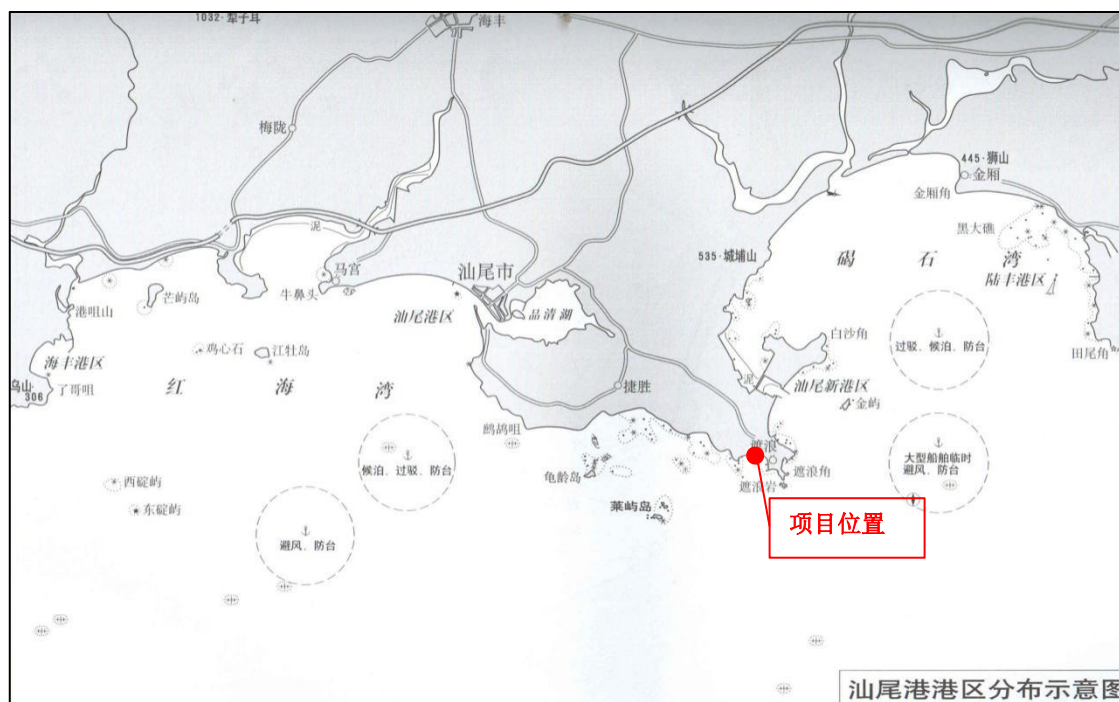 1032·犁子耳
海丰
梅陇
445·狮山
金厢
金厢角
泥
黑大礁
535·城埔山
碣石湾
马宫
汕尾市
陆丰港区
牛鼻头
芒屿岛
港咀山
汕尾港区
品清湖
白沙角
过驳、候泊、防台
鸡心石
江牡岛
海丰港区
田尾角
泥
汕尾新港区
306
了哥咀
红海湾
捷胜
金屿
鹧鸪咀
遮浪
大型船舶临时
避风、防台
候泊、过驳、防台
龟龄岛
遮浪角
遮浪岩
西碇屿
菜屿岛
东碇屿
项目位置
避风、防台
汕尾港港区分布示意图